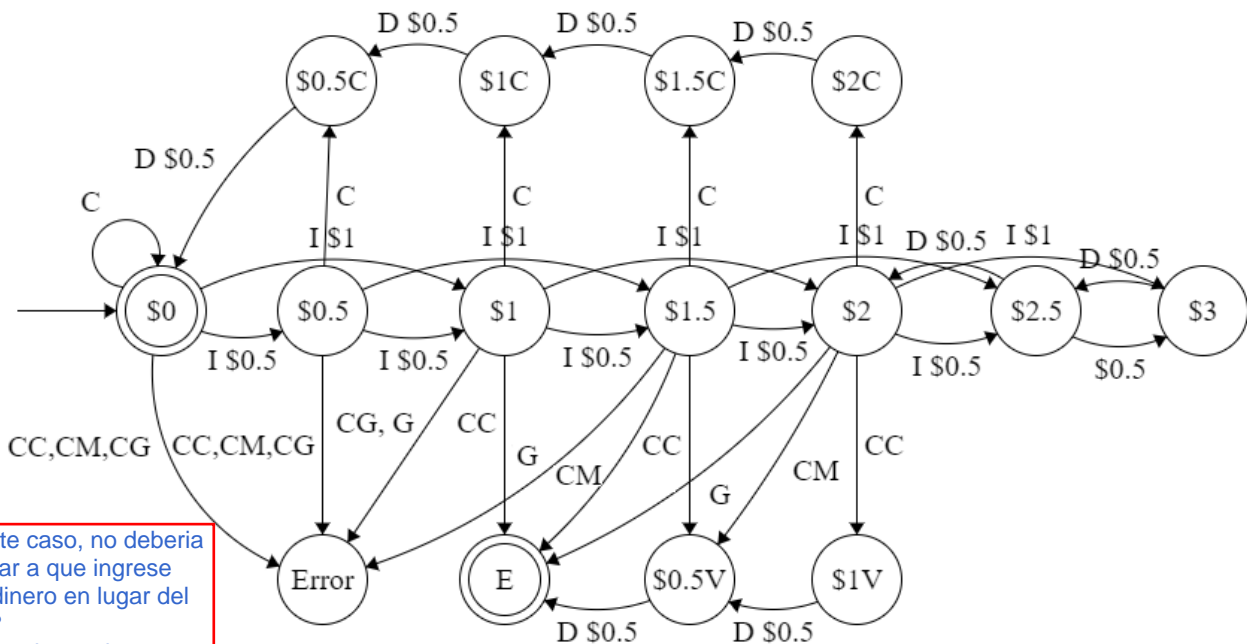 D $0.5
D $0.5
D $0.5
$0.5C
$1C
$1.5C
$2C
D $0.5
C
C
C
C
C
I $1
I $1
I $1
I $1
D $0.5
I $1
D $0.5
$0
$0.5
$1
$1.5
$2
$2.5
$3
I $0.5
I $0.5
I $0.5
I $0.5
I $0.5
$0.5
CC,CM,CG
CC,CM,CG
CG, G
CC
G
CM
CC
G
CM
CC
te caso, no deberia
ar a que ingrese
dinero en lugar del
Error
E
$0.5V
$1V
D $0.5
D $0.5